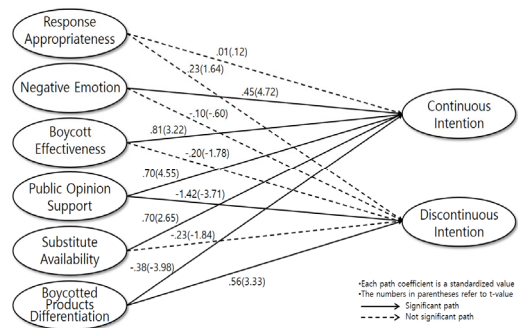 Response
Appropriateness
.01(.12)
.23(1.64)
Negative Emotion
.45(4.72)
Continuous
Intention
-.10(-.60)
Boycott
Effectiveness
.81(3.22)
-.20(-1.78)
.70(4.55)
Public Opinion
Support
-1.42(-3.71)
Discontinuous
Intention
.70(2.65)
-.23(-1.84)
Substitute
Availability
-.38(-3.98)
.56(3.33)
Boycotted
Products
Differentiation
•Each path coefficient is a standardized value
•The numbers in parentheses refer to t-value
Significant path
Not significant path